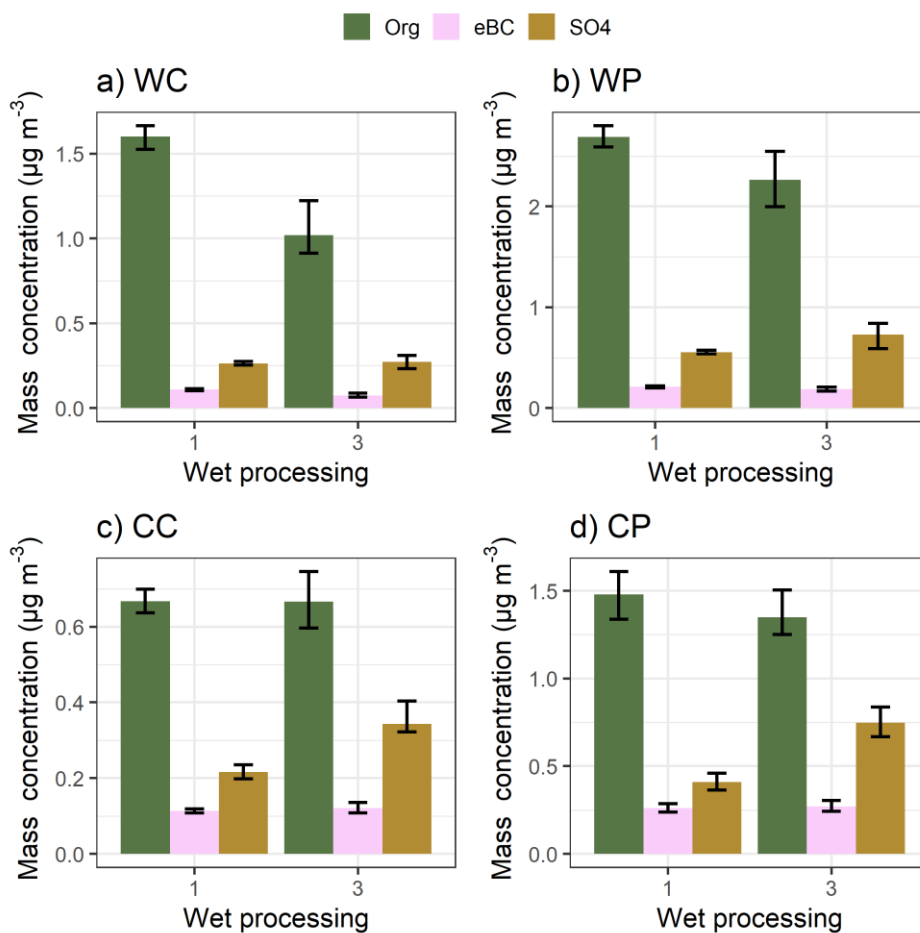 Org eBC SO4
a) WC
Mass concentration (µg m⁻³)
1.5
1.0
0.5
0.0
1 3
Wet processing
b) WP
Mass concentration (µg m⁻³)
2
1
0
1 3
Wet processing
c) CC
Mass concentration (µg m⁻³)
0.6
0.4
0.2
0.0
1 3
Wet processing
d) CP
Mass concentration (µg m⁻³)
1.5
1.0
0.5
0.0
1 3
Wet processing